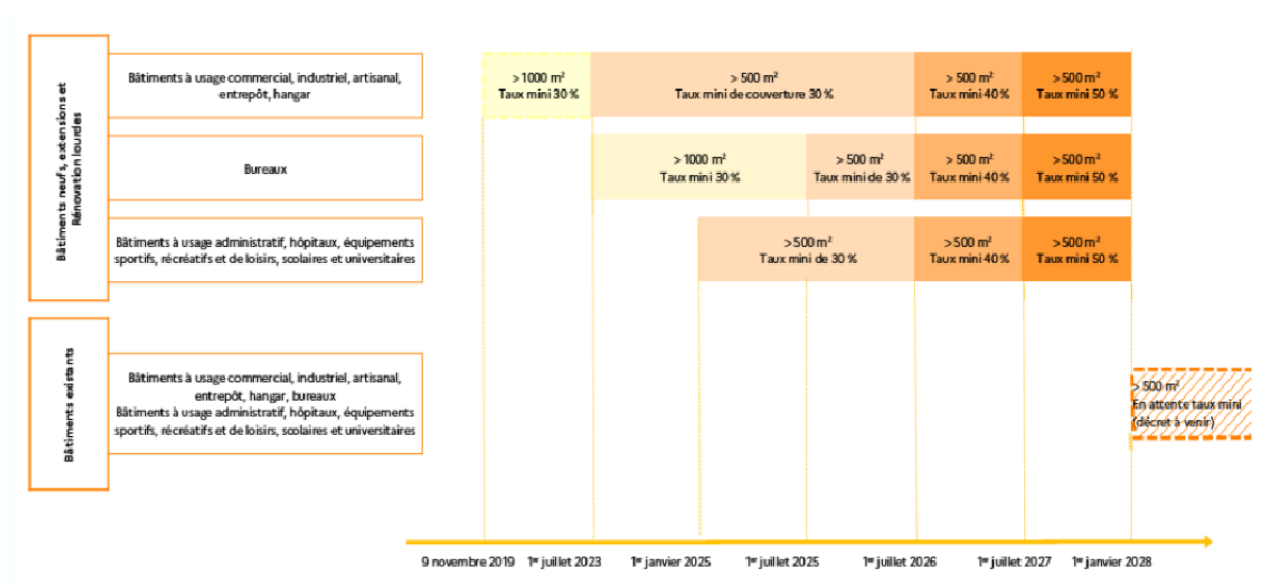 Bâtiments neufs, extensions et
Rénovation lourdes
Bâtiments à usage commercial, industriel, artisanal,
entrepôt, hangar
> 1000 m²
Taux mini 30 %
> 500 m²
Taux mini de couverture 30 %
> 500 m²
Taux mini 40 %
>500 m²
Taux mini 50 %
Bureaux
> 1000 m²
Taux mini 30 %
> 500 m²
Taux mini de 30 %
> 500 m²
Taux mini 40 %
>500 m²
Taux mini 50 %
Bâtiments à usage administratif, hôpitaux, équipements
sportifs, récréatifs et de loisirs, scolaires et universitaires
>500 m²
Taux mini de 30 %
> 500 m²
Taux mini 40 %
>500 m²
Taux mini 50 %
Bâtiments existants
Bâtiments à usage commercial, industriel, artisanal,
entrepôt, hangar, bureaux
Bâtiments à usage administratif, hôpitaux, équipements
sportifs, récréatifs et de loisirs, scolaires et universitaires
> 500 m²
En attente taux mini
(décret à venir)
9 novembre 2019
1er juillet 2023
1er janvier 2025
1er juillet 2025
1er juillet 2026
1er juillet 2027
1er janvier 2028